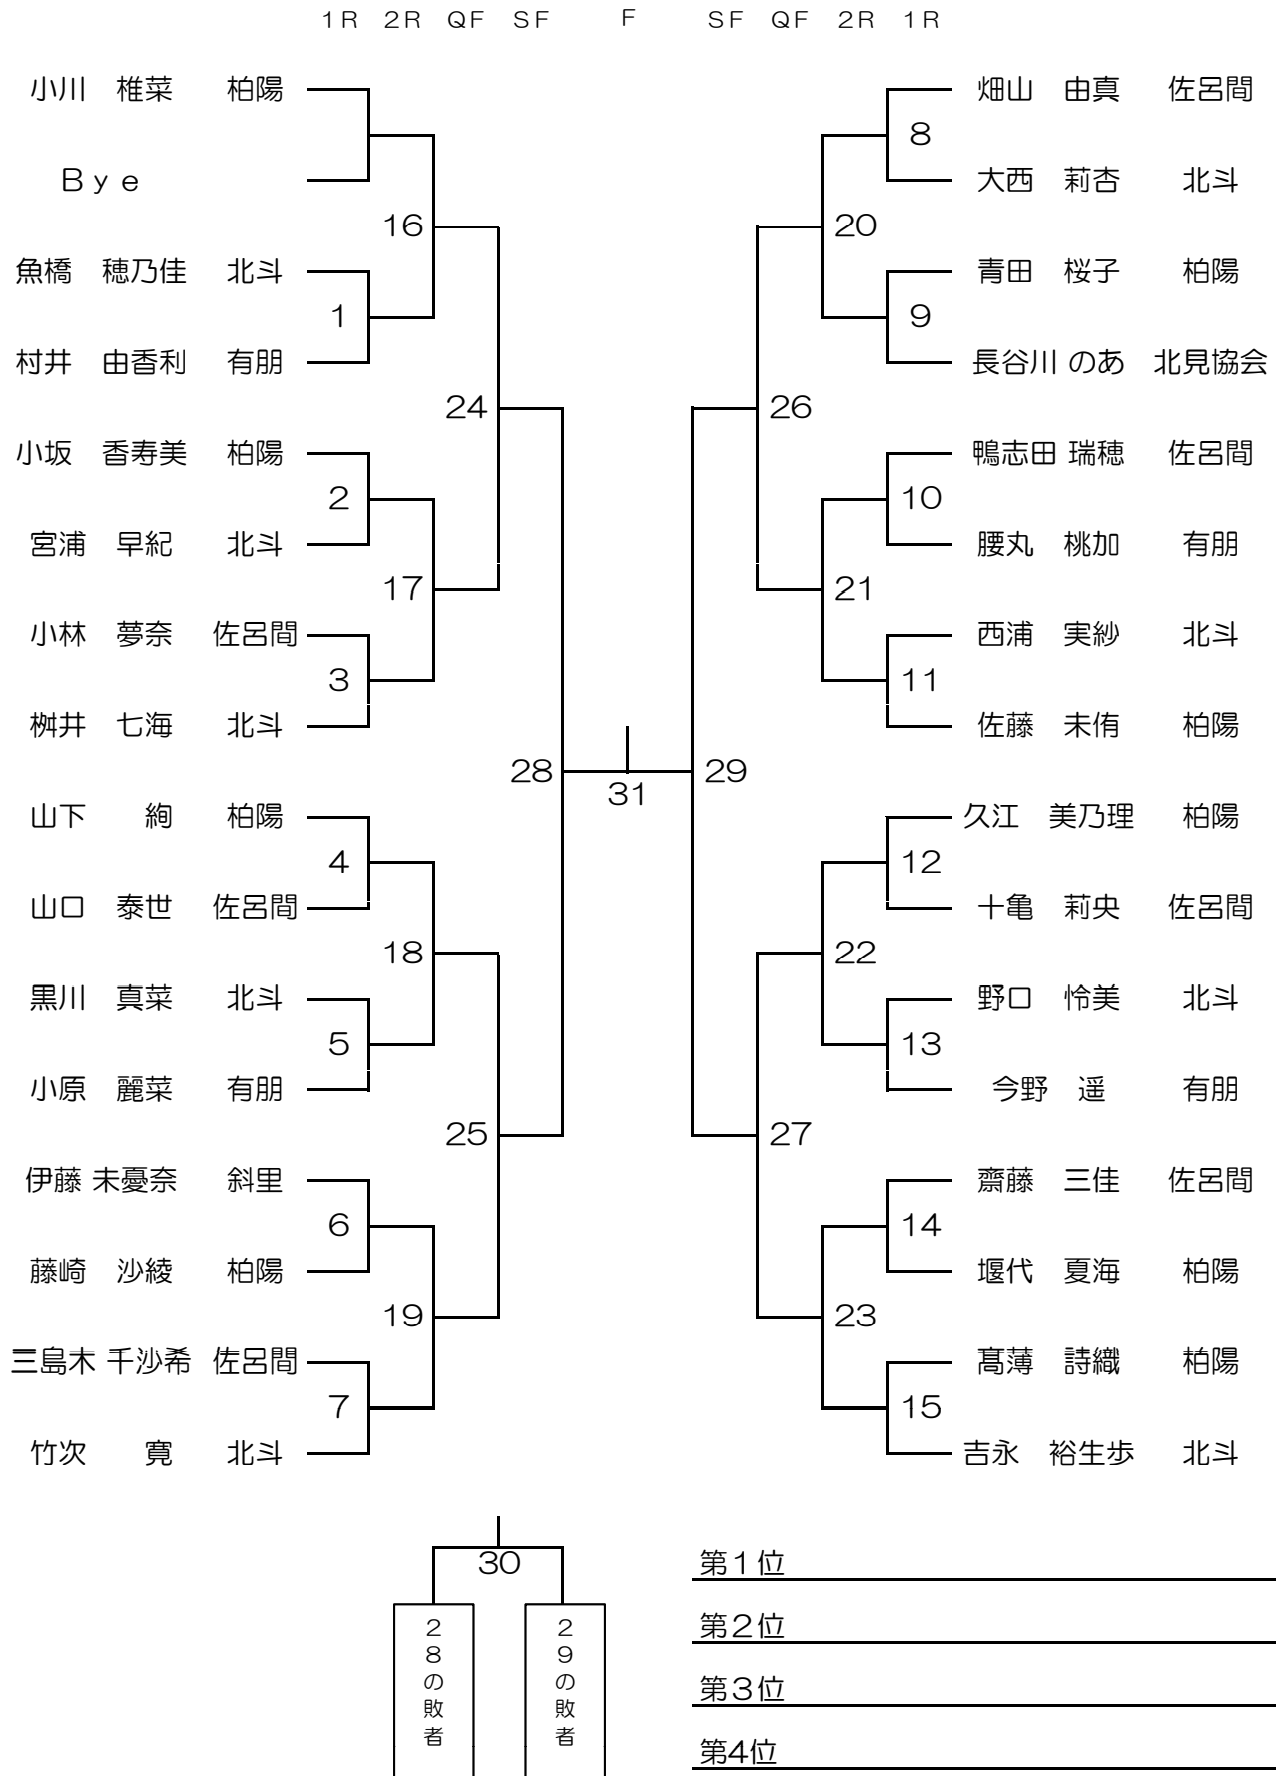 1R 2R QF SF F SF QF 2R 1R
小川 椎菜 柏陽 畑山 由真 佐呂間
8
Bye 大西 莉杏 北斗
16 20
魚橋 穂乃佳 北斗 青田 桜子 柏陽
1 9
村井 由香利 有朋 長谷川 のあ 北見協会
24 26
小坂 香寿美 柏陽 鴨志田 瑞穂 佐呂間
2 10
宮浦 早紀 北斗 腰丸 桃加 有朋
17 21
小林 夢奈 佐呂間 西浦 実紗 北斗
3 11
桝井 七海 北斗 佐藤 未侑 柏陽
28 29
31
山下 絢 柏陽 久江 美乃理 柏陽
4 12
山口 泰世 佐呂間 十亀 莉央 佐呂間
18 22
黒川 真菜 北斗 野口 怜美 北斗
5 13
小原 麗菜 有朋 今野 遥 有朋
25 27
伊藤 未憂奈 斜里 齋藤 三佳 佐呂間
6 14
藤崎 沙綾 柏陽 堰代 夏海 柏陽
19 23
三島木 千沙希 佐呂間 髙薄 詩織 柏陽
7 15
竹次 寛 北斗 吉永 裕生歩 北斗
30
28の敗者
29の敗者
第1位
第2位
第3位
第4位